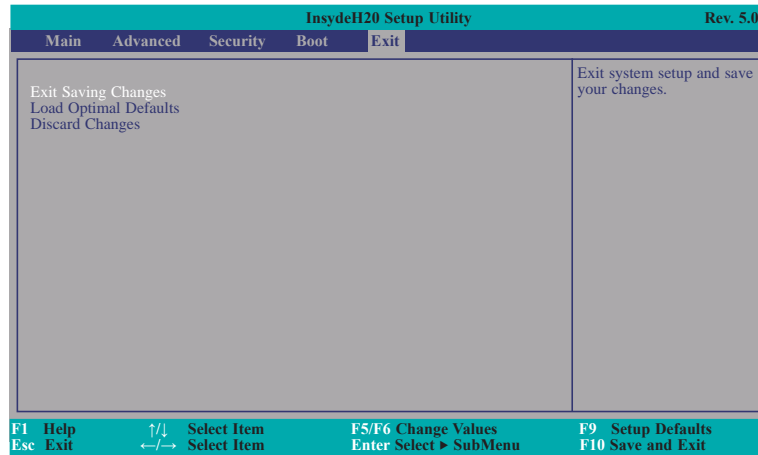 InsydeH20 Setup Utility Rev. 5.0
Main Advanced Security Boot Exit
Exit Saving Changes
Load Optimal Defaults
Discard Changes
Exit system setup and save
your changes.
F1 Help ↑/↓ Select Item F5/F6 Change Values F9 Setup Defaults
Esc Exit ←/→ Select Item Enter Select ▶ SubMenu F10 Save and Exit